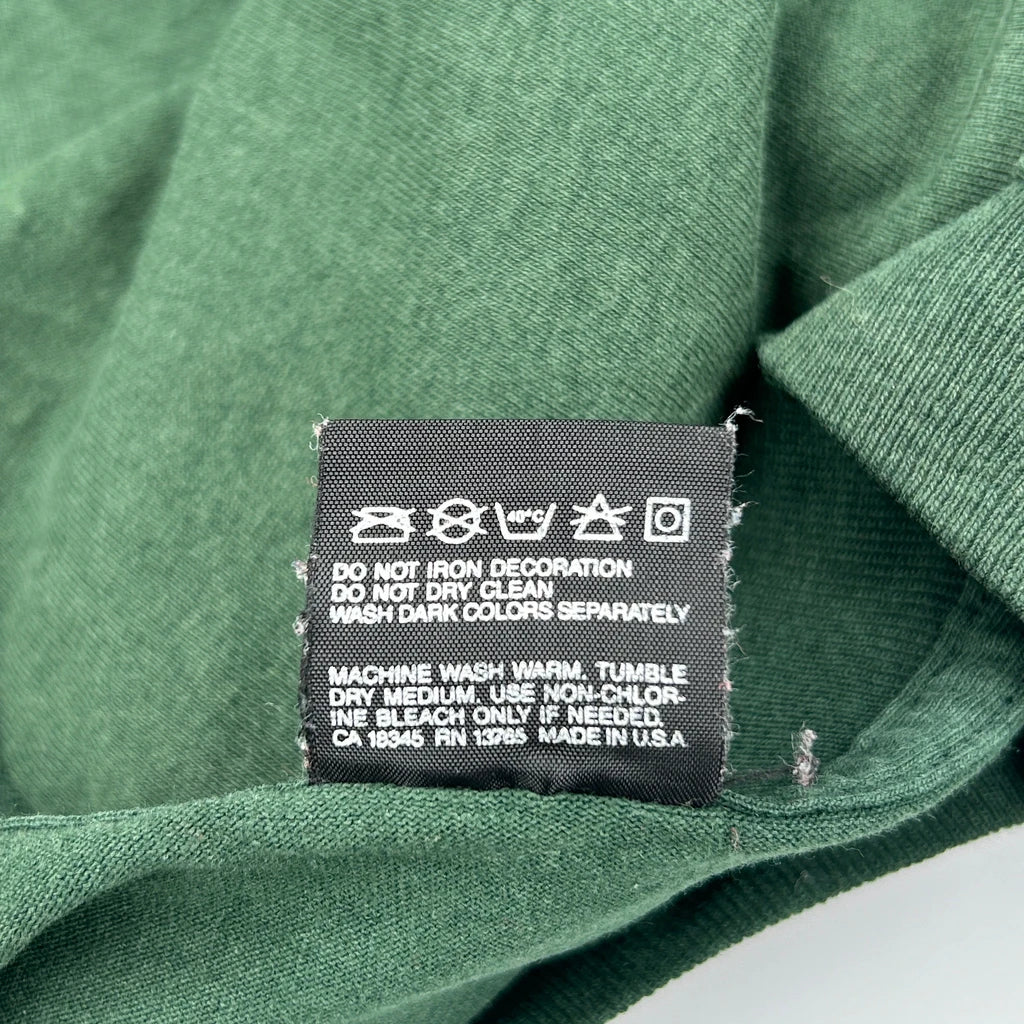 40°C
DO NOT IRON DECORATION
DO NOT DRY CLEAN
WASH DARK COLORS SEPARATELY
MACHINE WASH WARM. TUMBLE
DRY MEDIUM. USE NON-CHLOR-
INE BLEACH ONLY IF NEEDED.
CA 18345 RN 13765 MADE IN U.S.A.